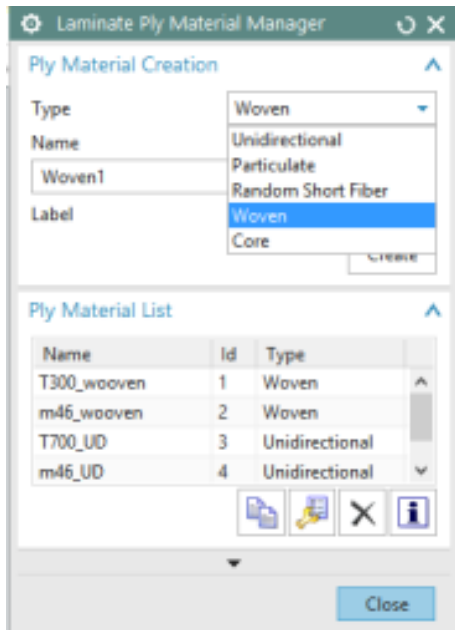 Laminate Ply Material Manager
Ply Material Creation
Type Woven
Unidirectional
Name
Particulate
Woven1
Random Short Fiber
Label
Woven
Core
Create
Ply Material List
Name Id Type
T300_wooven 1 Woven
m46_wooven 2 Woven
T700_UD 3 Unidirectional
m46_UD 4 Unidirectional
Close